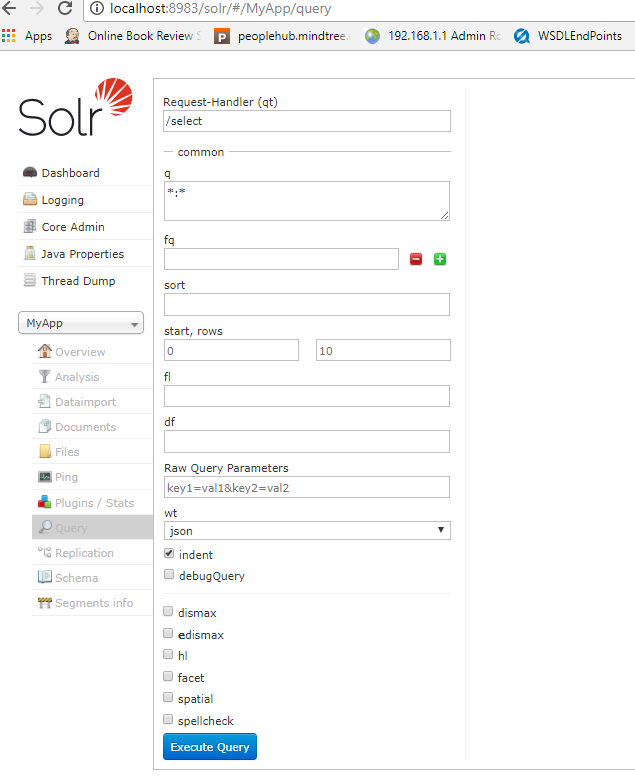 localhost:8983/solr/#/MyApp/query
Apps Online Book Review S peoplehub.mindtree. 192.168.1.1 Admin Ro WSDLEndPoints
Solr
Dashboard
Logging
Core Admin
Java Properties
Thread Dump
MyApp
Overview
Analysis
Dataimport
Documents
Files
Ping
Plugins / Stats
Query
Replication
Schema
Segments info
Request-Handler (qt)
/select
common
q
*:*
fq
sort
start, rows
0 10
fl
df
Raw Query Parameters
key1=val1&key2=val2
wt
json
indent
debugQuery
dismax
edismax
hl
facet
spatial
spellcheck
Execute Query